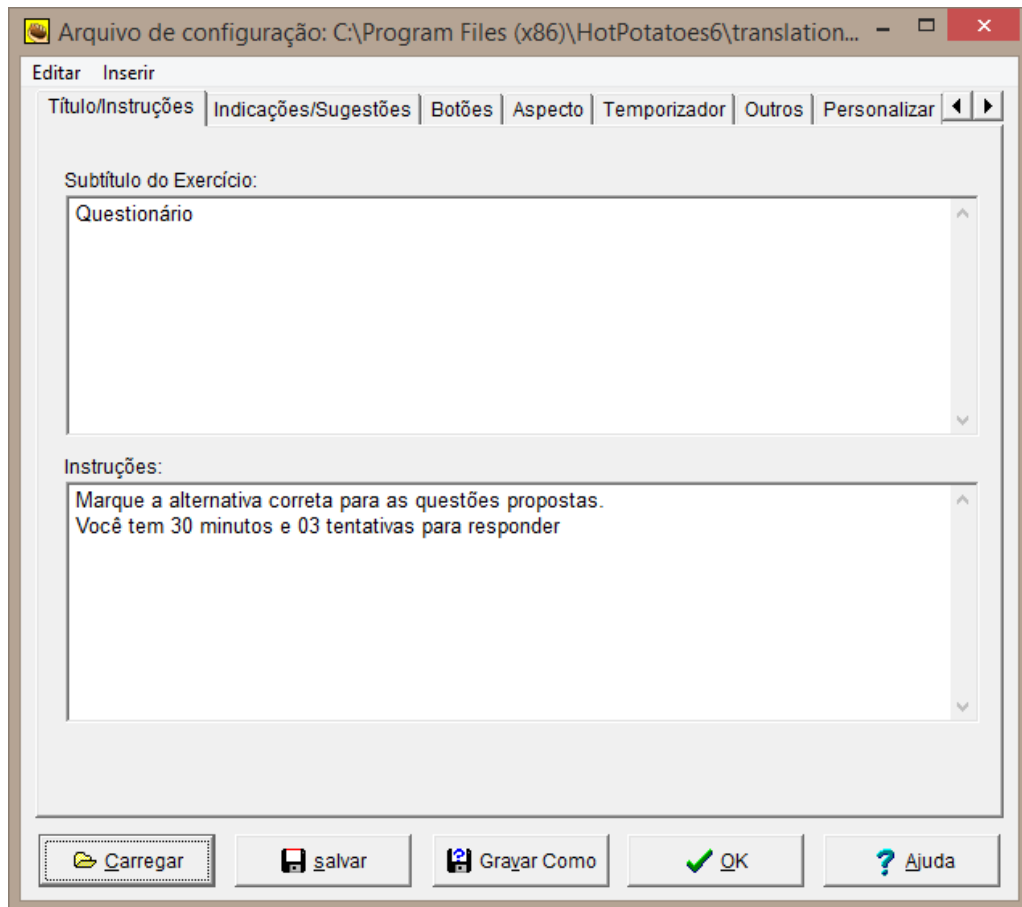 Arquivo de configuração: C:\Program Files (x86)\HotPotatoes6\translation...
Editar Inserir
Título/Instruções Indicações/Sugestões Botões Aspecto Temporizador Outros Personalizar
Subtítulo do Exercício:
Questionário
Instruções:
Marque a alternativa correta para as questões propostas.
Você tem 30 minutos e 03 tentativas para responder
Carregar salvar Gravar Como OK Ajuda